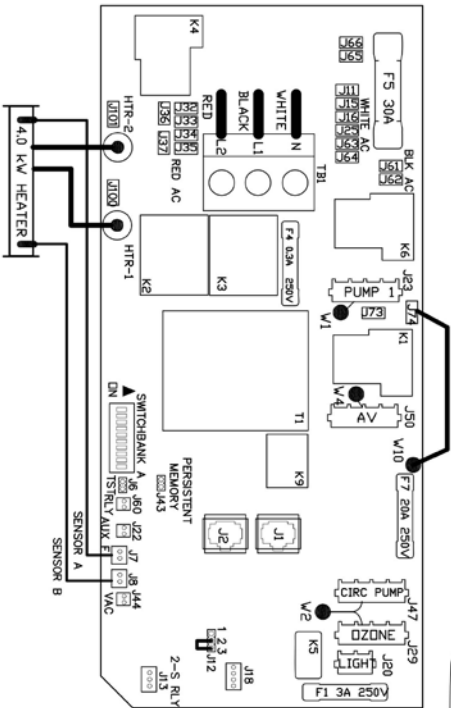 K4
J66
J65
F5 30A
J11
J15
J16
J25
J63
J64
WHITE AC
BLK AC
J61
J62
J32
J36
J33
J34
J35
J37
RED AC
RED
BLACK
WHITE
L2
L1
N
TB1
HTR-2
J101
J100
HTR-1
4.0 kW HEATER
K2
K3
F4 0.3A 250V
K6
J23
PUMP 1
J73
J74
W1
K1
W4
J50
AV
W10
F7 20A 250V
T1
K9
ON
SWITCHBANK A
PERSISTENT
MEMORY
J43
J6
TSTRLY
J60
J22
AUX F
J7
J8
J44
VAC
SENSOR A
SENSOR B
J2
J1
CIRC PUMP
J47
W2
OZONE
J29
K5
LIGHT
J20
F1 3A 250V
1 2 3
J12
J18
2-S RLY
J13